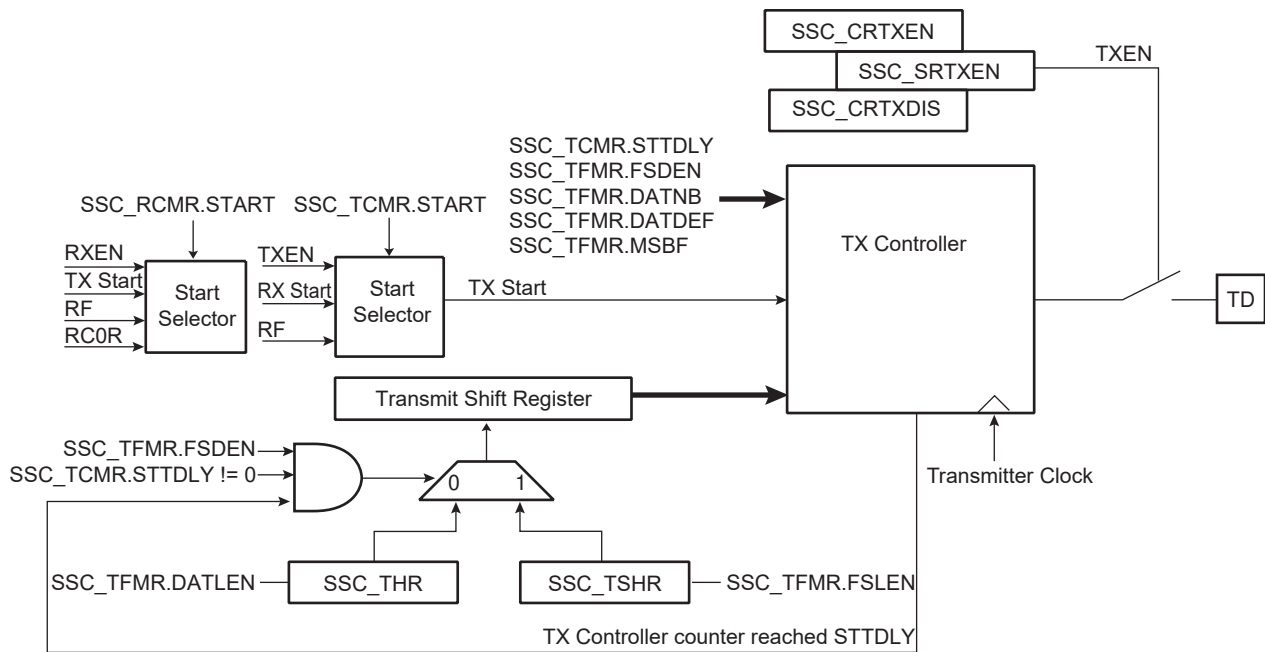 SSC_CRTXEN
SSC_SRTXEN
TXEN
SSC_CRTXDIS
SSC_TCMR.STTDLY
SSC_TFMR.FSDEN
SSC_TFMR.DATNB
SSC_TFMR.DATDEF
SSC_TFMR.MSBF
SSC_RCMR.START
SSC_TCMR.START
TX Controller
RXEN
TX Start
RF
RC0R
Start
Selector
TXEN
RX Start
RF
Start
Selector
TX Start
TD
Transmit Shift Register
SSC_TFMR.FSDEN
SSC_TCMR.STTDLY != 0
0 1
Transmitter Clock
SSC_TFMR.DATLEN
SSC_THR
SSC_TSHR
SSC_TFMR.FSLEN
TX Controller counter reached STTDLY